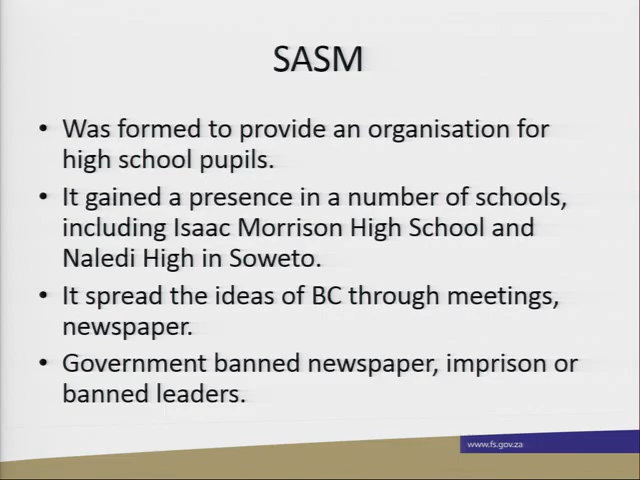 SASM
• Was formed to provide an organisation for
high school pupils.
• It gained a presence in a number of schools,
including Isaac Morrison High School and
Naledi High in Soweto.
• It spread the ideas of BC through meetings,
newspaper.
• Government banned newspaper, imprison or
banned leaders.
www.fs.gov.za